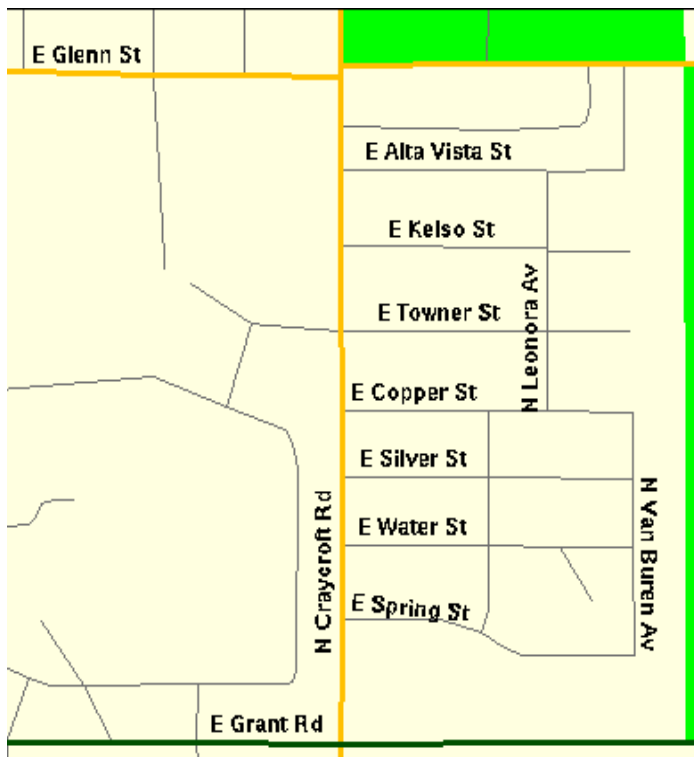 E Glenn St
E Alta Vista St
E Kelso St
N Leonora Av
E Towner St
E Copper St
E Silver St
N Craycroft Rd
E Water St
N Van Buren Av
E Spring St
E Grant Rd